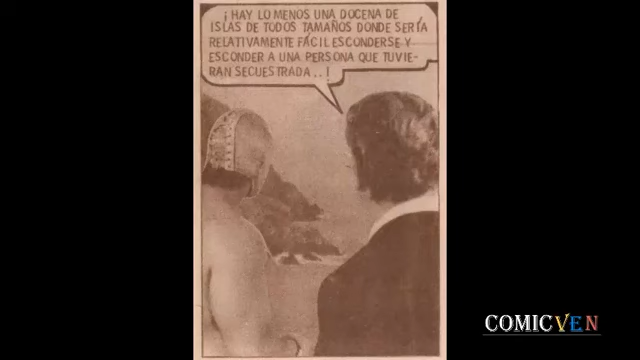 ¡HAY LO MENOS UNA DOCENA DE
ISLAS DE TODOS TAMAÑOS DONDE SERÍA
RELATIVAMENTE FÁCIL ESCONDERSE Y
ESCONDER A UNA PERSONA QUE TUVIE-
RAN SECUESTRADA..!
COMICVEN